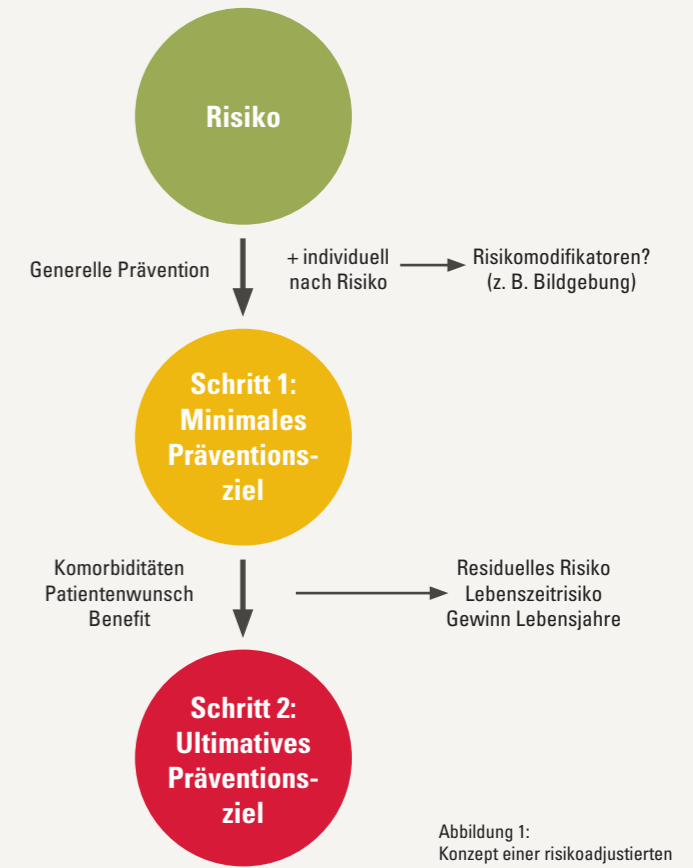 Risiko
Generelle Prävention
+ individuell
nach Risiko
Risikomodifikatoren?
(z. B. Bildgebung)
Schritt 1:
Minimales
Präventions-
ziel
Komorbiditäten
Patientenwunsch
Benefit
Residuelles Risiko
Lebenszeitrisiko
Gewinn Lebensjahre
Schritt 2:
Ultimatives
Präventions-
ziel
Abbildung 1:
Konzept einer risikoadjustierten